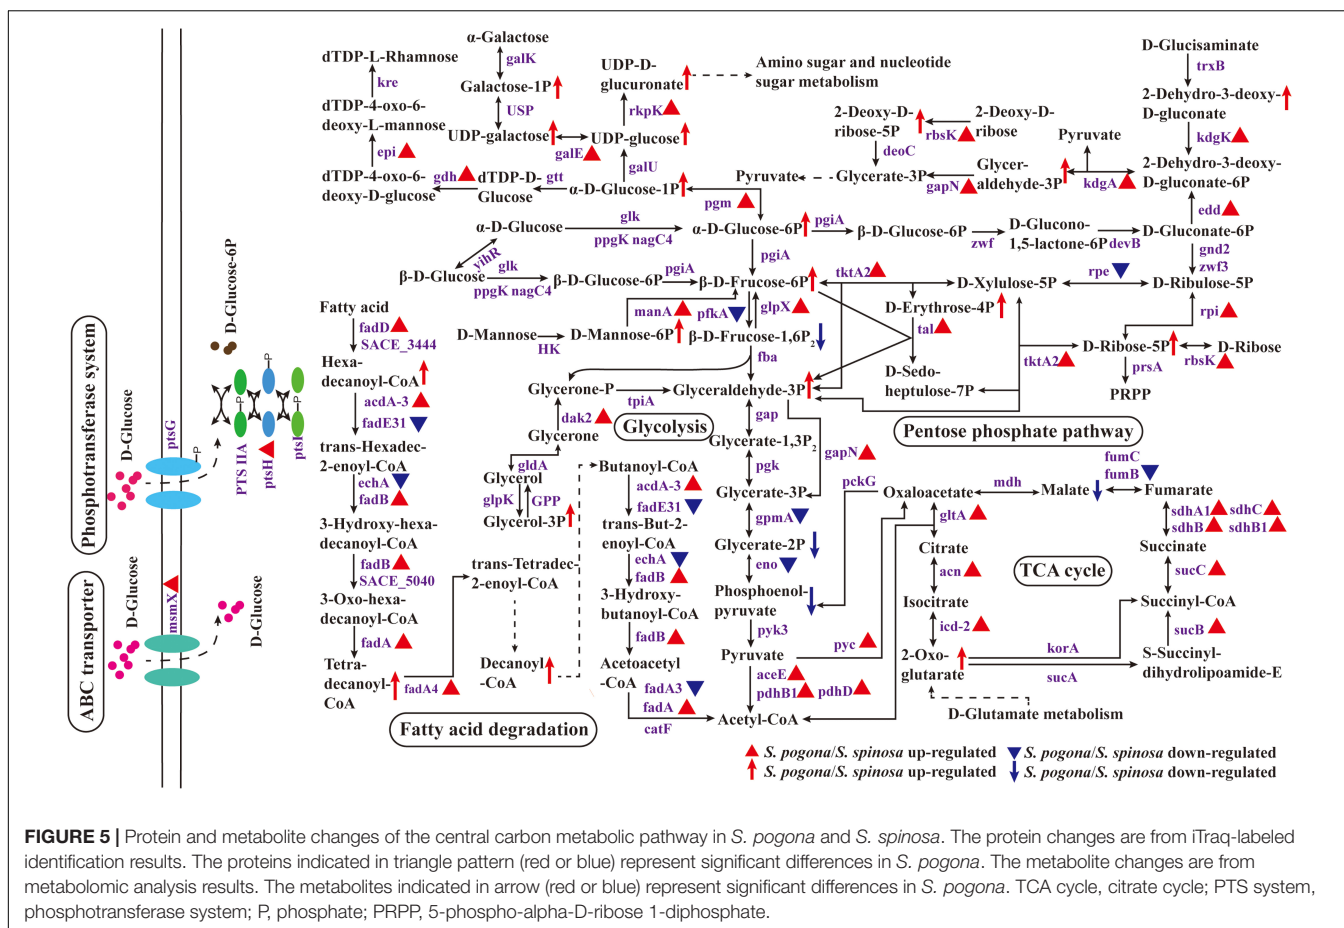 α-Galactose
galK
Galactose-1P
USP
UDP-galactose
galE
UDP-glucose
UDP-D-
glucuronate
rkpK
galU
Amino sugar and nucleotide
sugar metabolism
dTDP-L-Rhamnose
kre
dTDP-4-oxo-6-
deoxy-L-mannose
epi
dTDP-4-oxo-6-
deoxy-D-glucose
gdh
dTDP-D-
Glucose
gtt
α-D-Glucose-1P
pgm
α-D-Glucose
glk
ppgK nagC4
α-D-Glucose-6P
pgiA
β-D-Glucose-6P
zwf
D-Glucono-
1,5-lactone-6P
devB
D-Gluconate-6P
yihR
pgiA
β-D-Glucose
glk
ppgK nagC4
β-D-Glucose-6P
pgiA
β-D-Frucose-6P
tktA2
D-Xylulose-5P
rpe
D-Ribulose-5P
D-Glucisaminate
trxB
2-Dehydro-3-deoxy-
D-gluconate
kdgK
2-Dehydro-3-deoxy-
D-gluconate-6P
edd
gnd2
zwf3
rpi
2-Deoxy-D-
ribose-5P
rbsK
2-Deoxy-D-
ribose
deoC
Pyruvate
Glycerate-3P
gapN
Glycer-
aldehyde-3P
Pyruvate
kdgA
D-Mannose
HK
D-Mannose-6P
manA
pfkA
glpX
β-D-Frucose-1,6P2
fba
D-Erythrose-4P
tal
D-Sedo-
heptulose-7P
tktA2
D-Ribose-5P
rbsK
D-Ribose
prsA
PRPP
Pentose phosphate pathway
Glycerone-P
tpiA
Glyceraldehyde-3P
dak2
Glycerone
gldA
Glycerol
glpK
GPP
Glycerol-3P
Glycolysis
gap
Glycerate-1,3P2
gapN
pgk
Glycerate-3P
gpmA
Glycerate-2P
eno
Phosphoenol-
pyruvate
pyk3
Pyruvate
aceE
pdhB1
pdhD
Acetyl-CoA
pyc
pckG
Oxaloacetate
mdh
Malate
fumC
fumB
Fumarate
sdhA1
sdhC
sdhB
sdhB1
Succinate
sucC
Succinyl-CoA
sucB
S-Succinyl-
dihydrolipoamide-E
gltA
Citrate
acn
Isocitrate
icd-2
2-Oxo-
glutarate
korA
sucA
D-Glutamate metabolism
TCA cycle
Fatty acid
fadD
SACE_3444
Hexa-
decanoyl-CoA
acdA-3
fadE31
trans-Hexadec-
2-enoyl-CoA
echA
fadB
3-Hydroxy-hexa-
decanoyl-CoA
fadB
SACE_5040
3-Oxo-hexa-
decanoyl-CoA
fadA
Tetra-
decanoyl-
CoA
fadA4
trans-Tetradec-
2-enoyl-CoA
Decanoyl
-CoA
Butanoyl-CoA
acdA-3
fadE31
trans-But-2-
enoyl-CoA
echA
fadB
3-Hydroxy-
butanoyl-CoA
fadB
Acetoacetyl
-CoA
fadA3
fadA
catF
Fatty acid degradation
Phosphotransferase system
ABC transporter
D-Glucose
ptsG
P
D-Glucose-6P
PTS IIA
P
ptsH
P
ptsI
P
D-Glucose
msmX
D-Glucose
S. pogona/S. spinosa up-regulated
S. pogona/S. spinosa down-regulated
S. pogona/S. spinosa up-regulated
S. pogona/S. spinosa down-regulated
FIGURE 5 | Protein and metabolite changes of the central carbon metabolic pathway in S. pogona and S. spinosa. The protein changes are from iTraq-labeled
identification results. The proteins indicated in triangle pattern (red or blue) represent significant differences in S. pogona. The metabolite changes are from
metabolomic analysis results. The metabolites indicated in arrow (red or blue) represent significant differences in S. pogona. TCA cycle, citrate cycle; PTS system,
phosphotransferase system; P, phosphate; PRPP, 5-phospho-alpha-D-ribose 1-diphosphate.